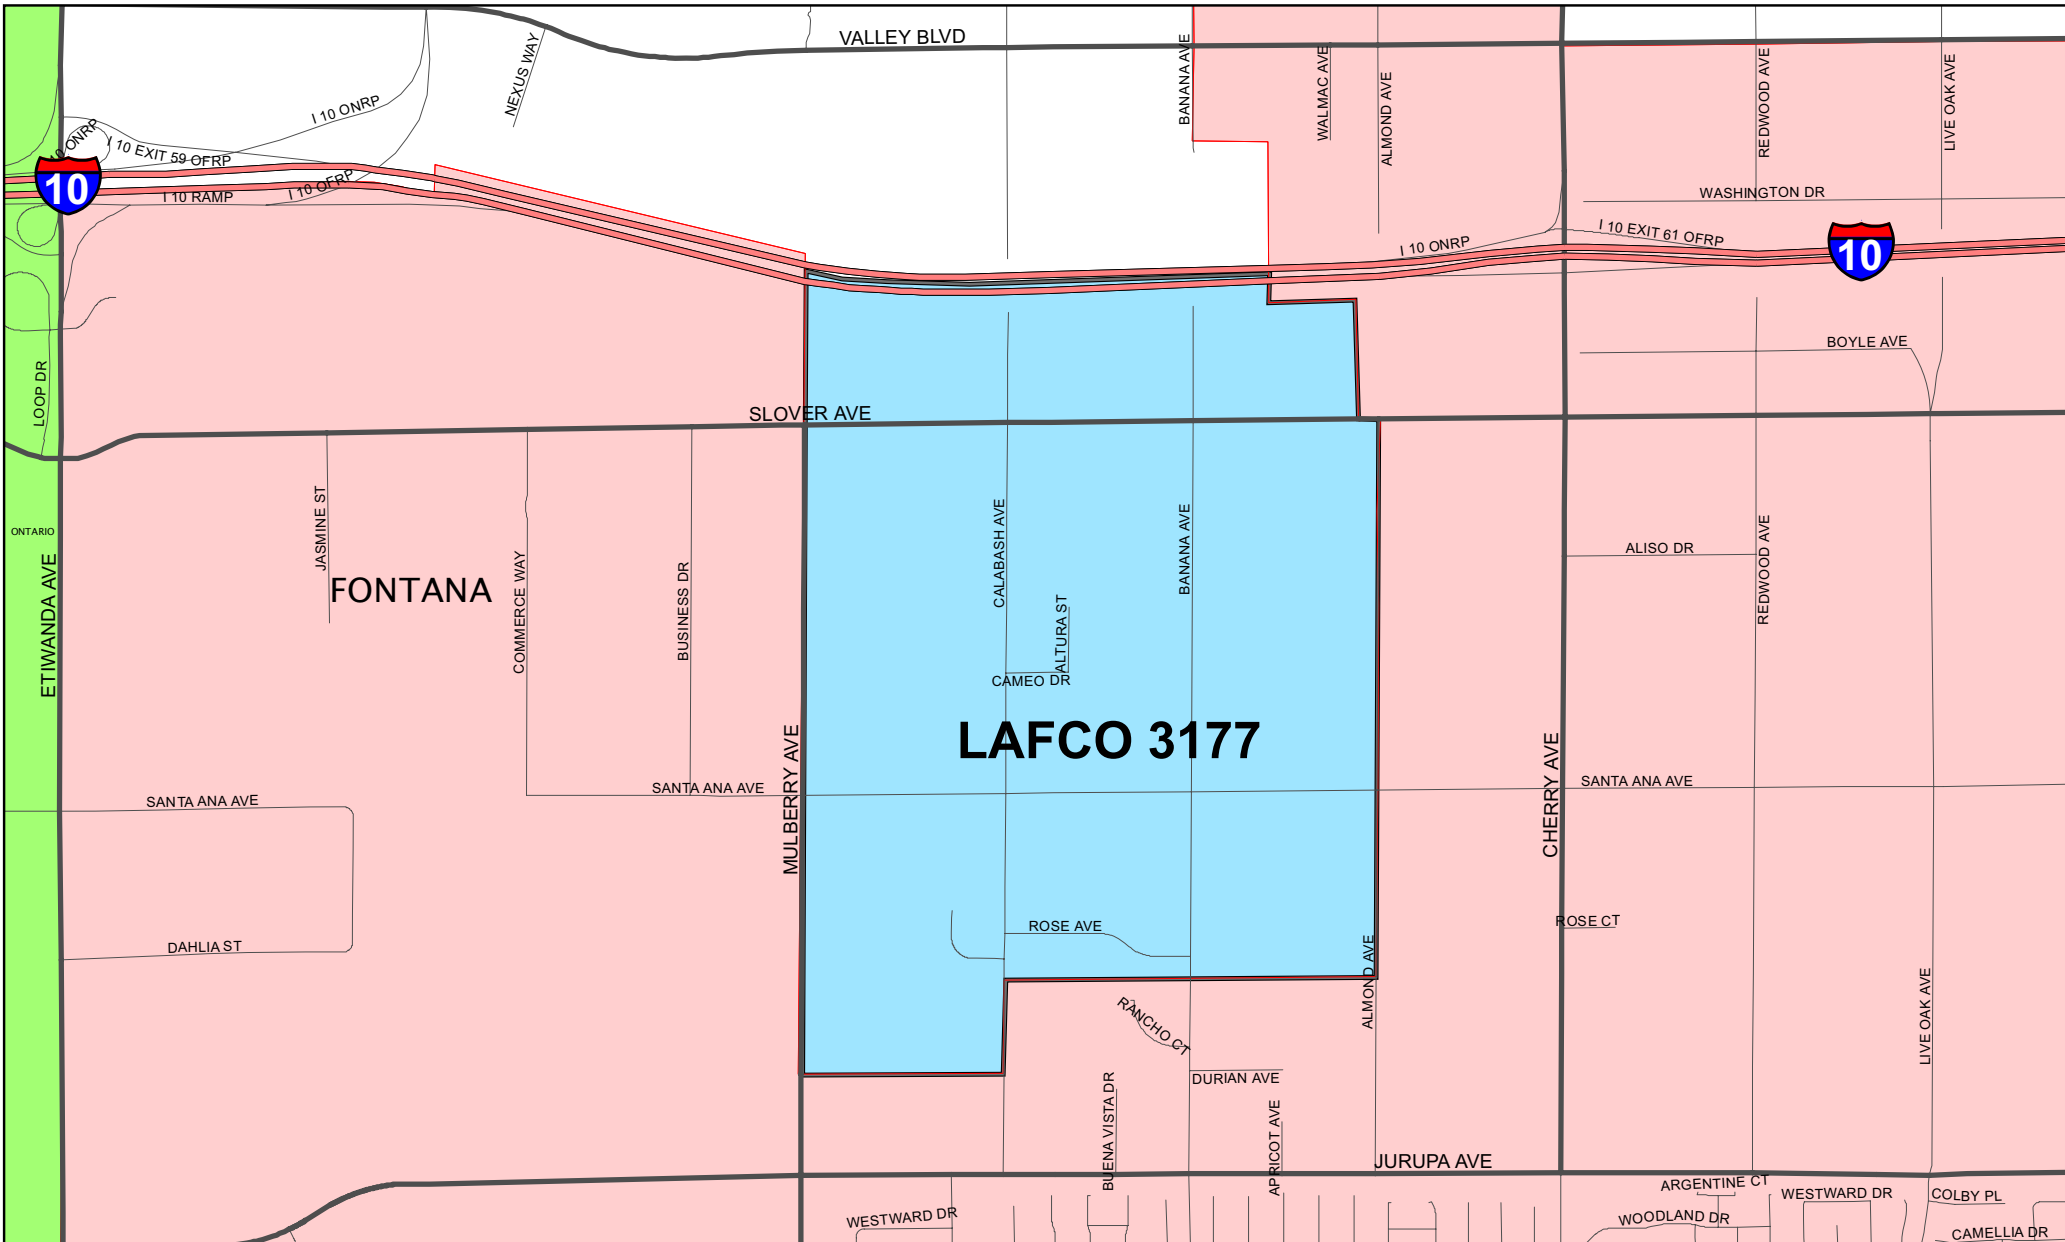 VALLEY BLVD
NEXUS WAY
BANANA AVE
WALMAC AVE
ALMOND AVE
REDWOOD AVE
LIVE OAK AVE
I 10 ONRP
10 ONRP
I 10 EXIT 59 OFRP
10
I 10 RAMP
I 10 OFRP
WASHINGTON DR
I 10 ONRP
I 10 EXIT 61 OFRP
10
BOYLE AVE
LOOP DR
SLOVER AVE
ONTARIO
ETIWANDA AVE
JASMINE ST
FONTANA
COMMERCE WAY
BUSINESS DR
CALABASH AVE
ALTURA ST
CAMEO DR
BANANA AVE
ALISO DR
REDWOOD AVE
LAFCO 3177
MULBERRY AVE
CHERRY AVE
SANTA ANA AVE
SANTA ANA AVE
SANTA ANA AVE
DAHLIA ST
ROSE AVE
ROSE CT
ALMOND AVE
LIVE OAK AVE
RANCHO CT
DURIAN AVE
BUENA VISTA DR
APRICOT AVE
JURUPA AVE
WESTWARD DR
ARGENTINE CT
WESTWARD DR
COLBY PL
WOODLAND DR
CAMELLIA DR